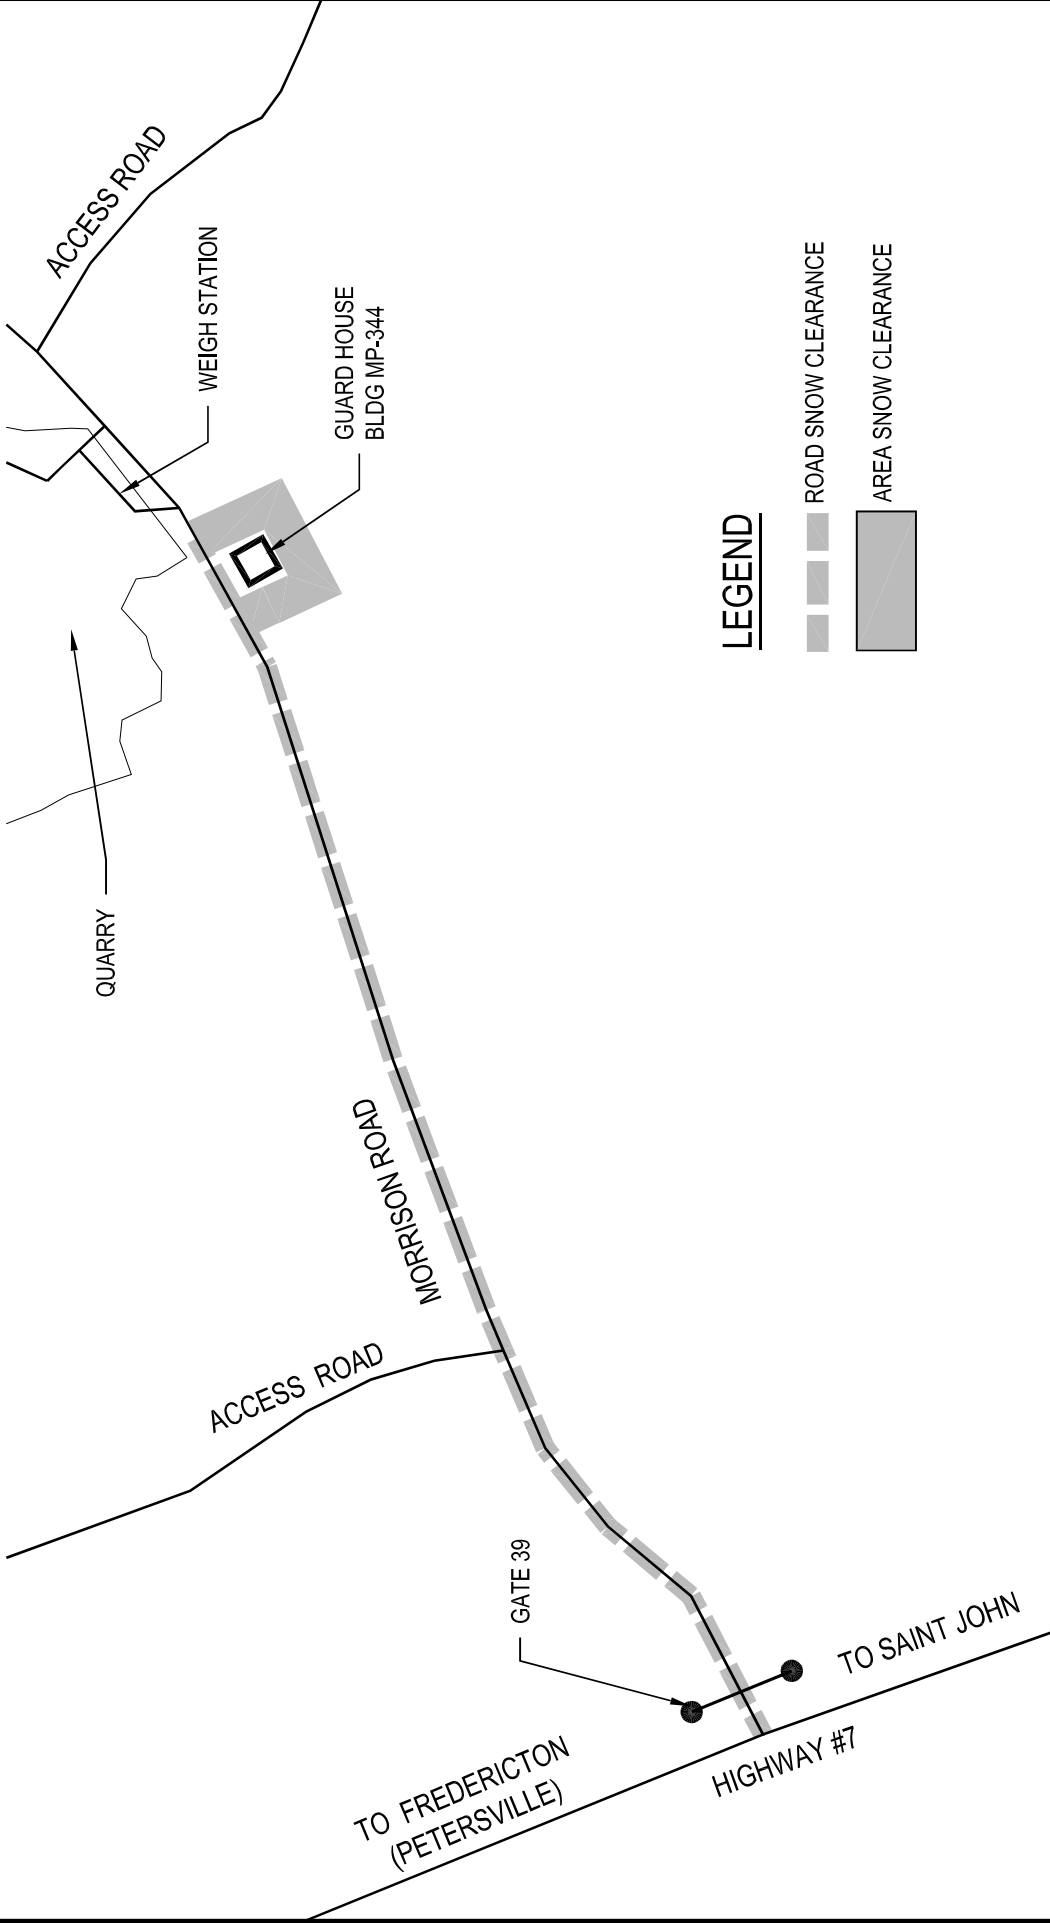 TO FREDERICTON
(PETERSVILLE)
HIGHWAY #7
TO SAINT JOHN
GATE 39
ACCESS ROAD
MORRISON ROAD
QUARRY
GUARD HOUSE
BLDG MP-344
WEIGH STATION
ACCESS ROAD
LEGEND
ROAD SNOW CLEARANCE
AREA SNOW CLEARANCE